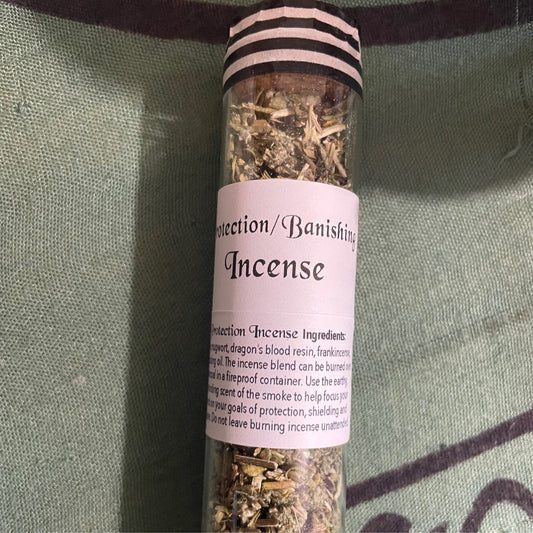 Protection/Banishing
Incense
Protection Incense Ingredients:
mugwort, dragon's blood resin, frankincense,
oil. The incense blend can be burned over
in a fireproof container. Use the earthy,
scent of the smoke to help focus your
on your goals of protection, shielding and
Do not leave burning incense unattended